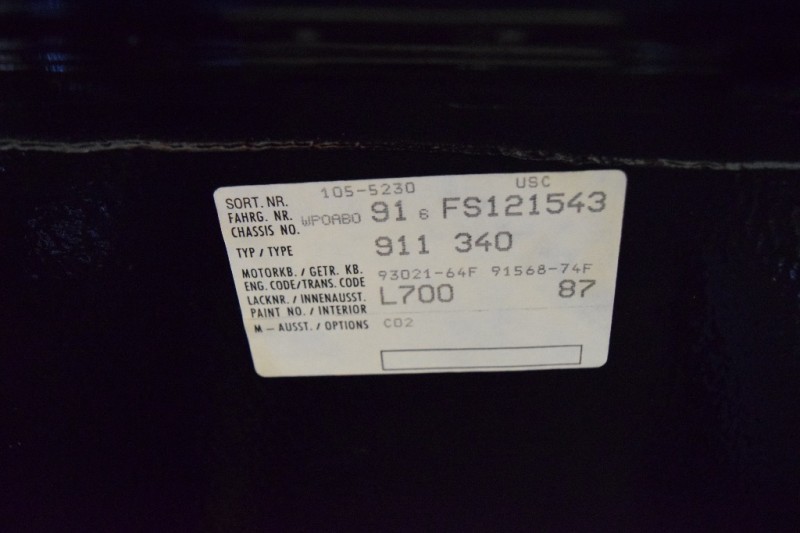 SORT. NR. 105-5230 USC
FAHRG. NR.
CHASSIS NO. WP0AB0 91 6 FS121543
TYP / TYPE 911 340
MOTORKB. / GETR. KB. 93021-64F 91568-74F
ENG. CODE/TRANS. CODE
LACKNR. / INNENAUSST. L700 87
PAINT NO. / INTERIOR
M – AUSST. / OPTIONS C02